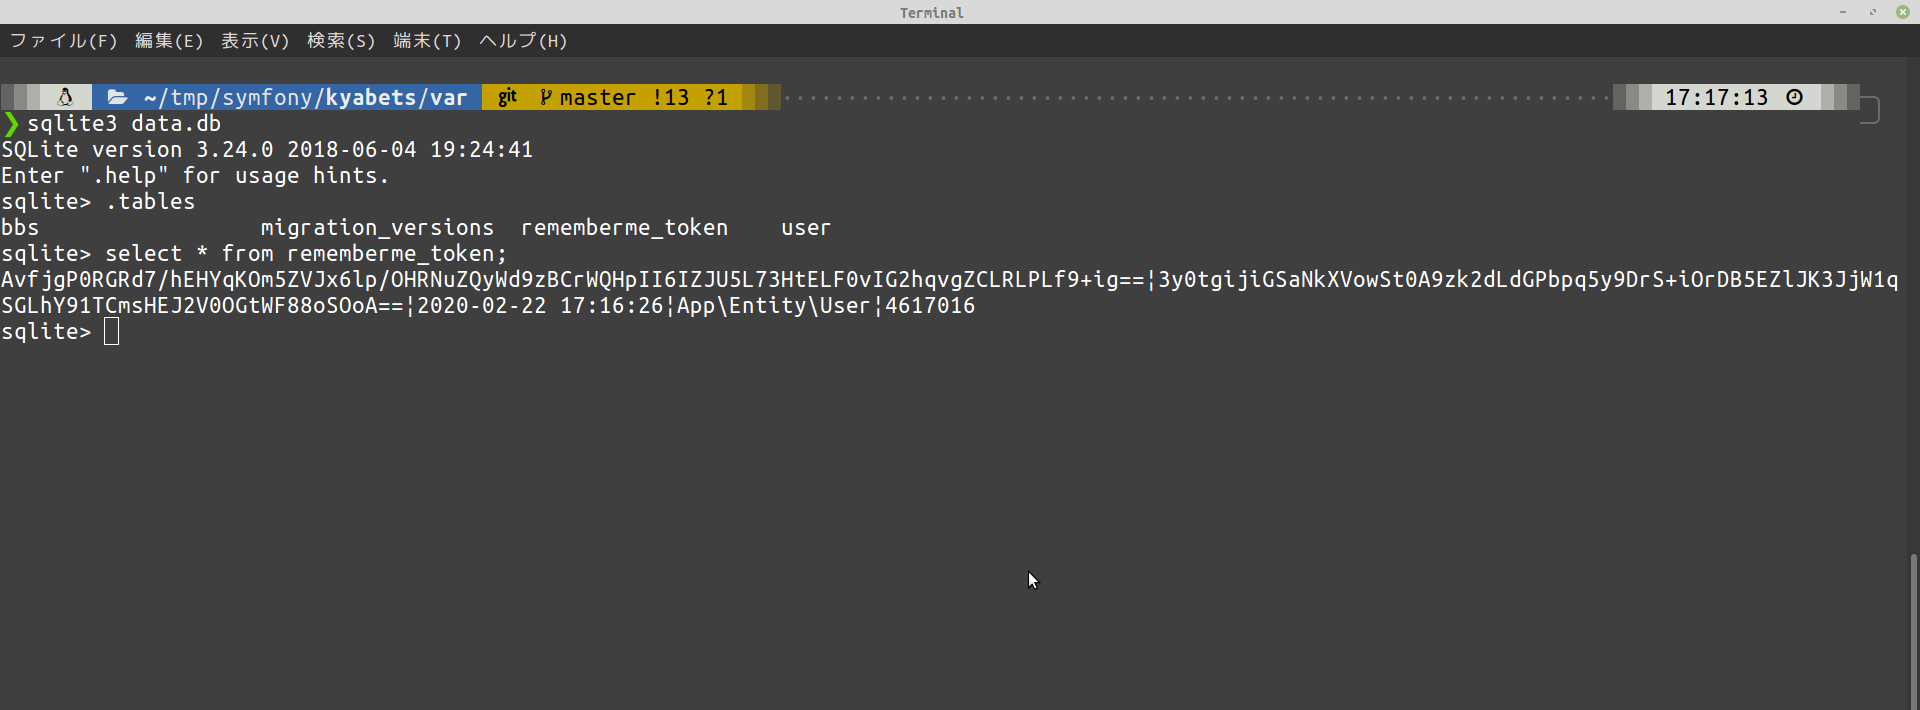 Terminal
ファイル(F) 編集(E) 表示(V) 検索(S) 端末(T) ヘルプ(H)
~/tmp/symfony/kyabets/var git master !13 ?1 17:17:13
❯ sqlite3 data.db
SQLite version 3.24.0 2018-06-04 19:24:41
Enter ".help" for usage hints.
sqlite> .tables
bbs migration_versions rememberme_token user
sqlite> select * from rememberme_token;
AvfjgP0RGRd7/hEHYqKOm5ZVJx6lp/OHRNuZQyWd9zBCrWQHpII6IZJU5L73HtELF0vIG2hqvgZCLRLPLf9+ig==¦3y0tgijiGSaNkXVowSt0A9zk2dLdGPbpq5y9DrS+iOrDB5EZlJK3JjW1q
SGLhY91TCmsHEJ2V0OGtWF88oSOoA==¦2020-02-22 17:16:26¦App\Entity\User¦4617016
sqlite>